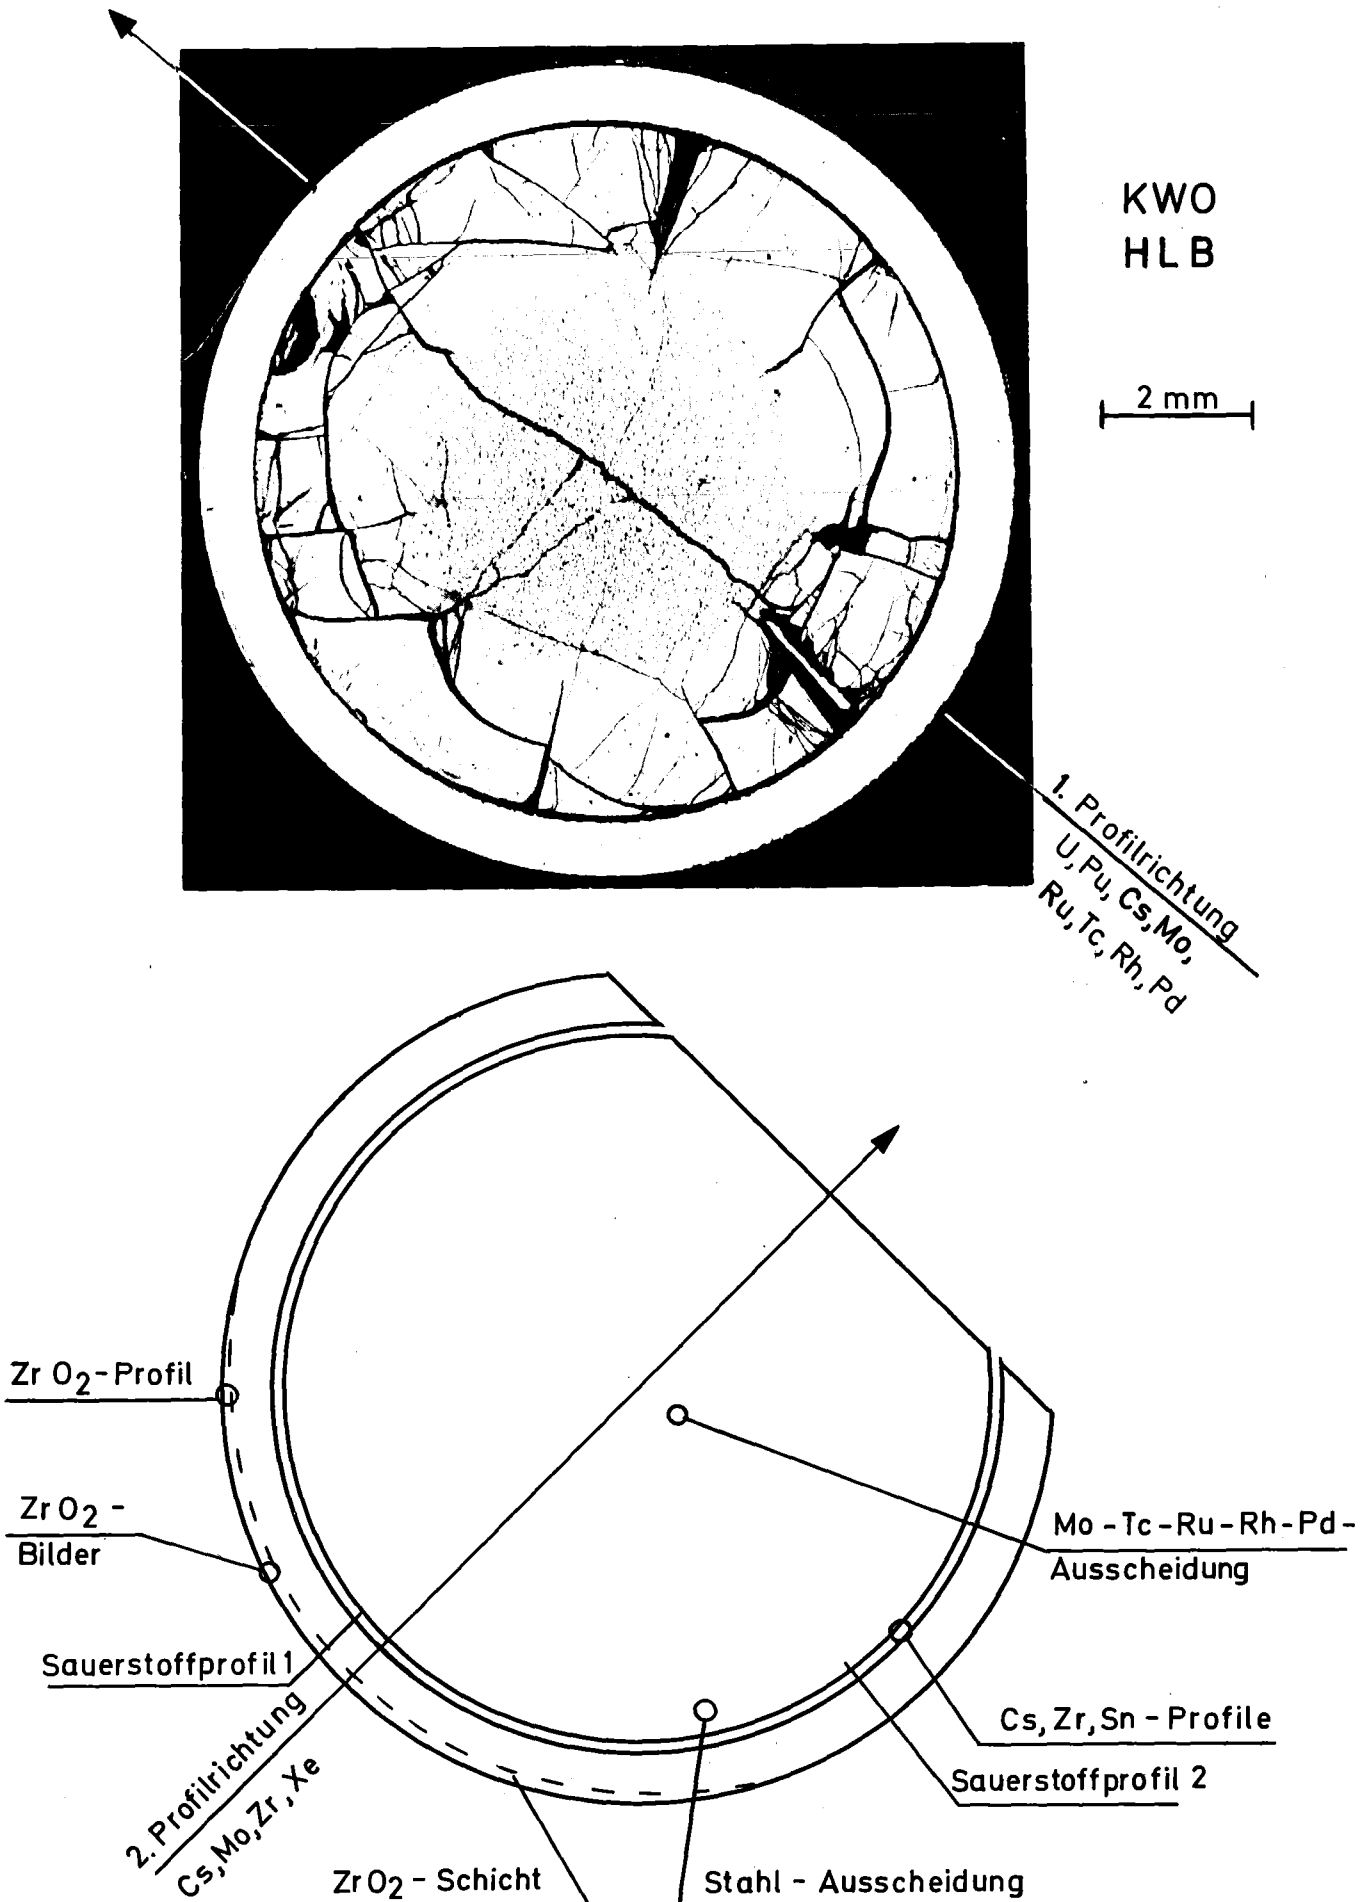 KWO
HLB
2 mm
1. Profilrichtung
U, Pu, Cs, Mo,
Ru, Tc, Rh, Pd
Zr O2 - Profil
Zr O2 -
Bilder
Sauerstoffprofil 1
2. Profilrichtung
Cs, Mo, Zr, Xe
Zr O2 - Schicht
Stahl - Ausscheidung
Mo - Tc - Ru - Rh - Pd -
Ausscheidung
Cs, Zr, Sn - Profile
Sauerstoffprofil 2